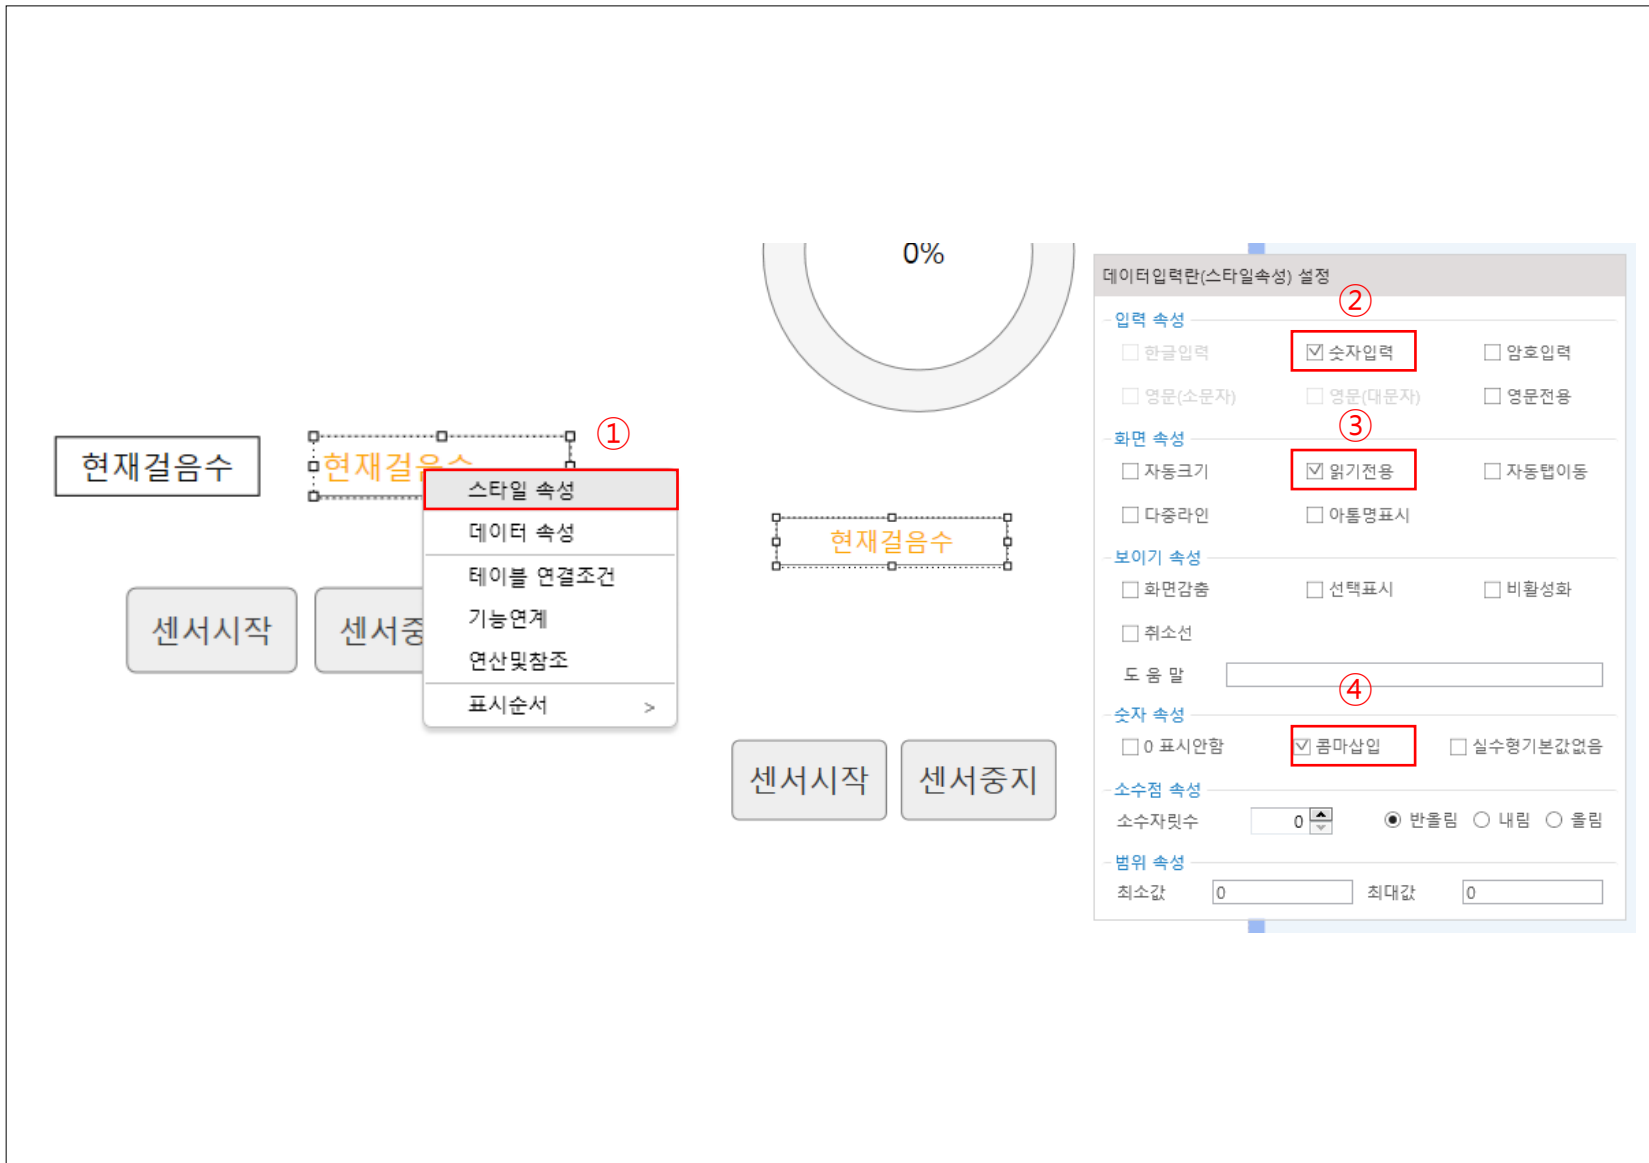 0%
현재걸음수
현재걸음수
①
스타일 속성
데이터 속성
테이블 연결조건
기능연계
연산및참조
표시순서 >
센서시작
센서중
현재걸음수
센서시작
센서중지
데이터입력란(스타일속성) 설정
②
입력 속성
한글입력 숫자입력 암호입력
영문(소문자) 영문(대문자) 영문전용
③
화면 속성
자동크기 읽기전용 자동탭이동
다중라인 아톰명표시
보이기 속성
화면감춤 선택표시 비활성화
취소선
도 움 말
④
숫자 속성
0 표시안함 콤마삽입 실수형기본값없음
소수점 속성
소수자릿수 0 반올림 내림 올림
범위 속성
최소값 0 최대값 0